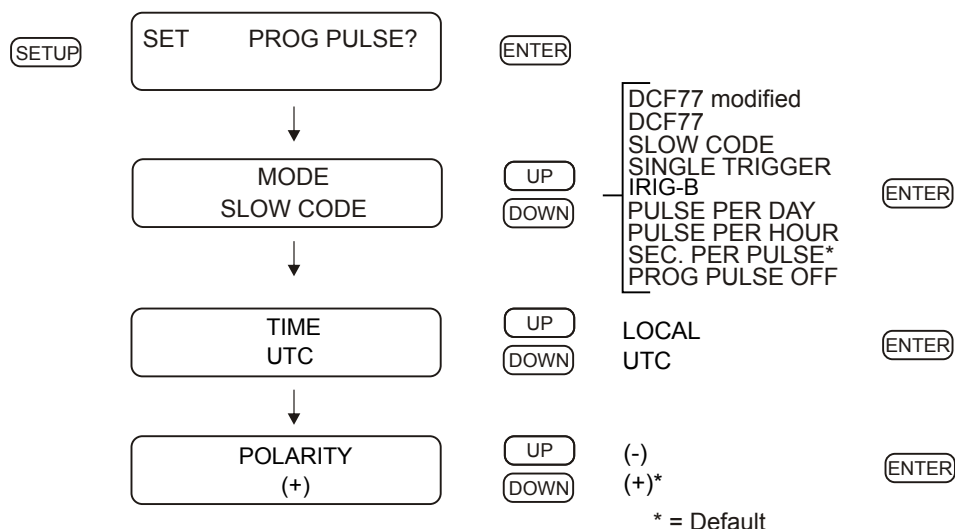 SETUP
SET PROG PULSE?
ENTER
MODE
SLOW CODE
UP
DOWN
DCF77 modified
DCF77
SLOW CODE
SINGLE TRIGGER
IRIG-B
PULSE PER DAY
PULSE PER HOUR
SEC. PER PULSE*
PROG PULSE OFF
ENTER
TIME
UTC
UP
DOWN
LOCAL
UTC
ENTER
POLARITY
(+)
UP
DOWN
(-)
(+)*
ENTER
* = Default